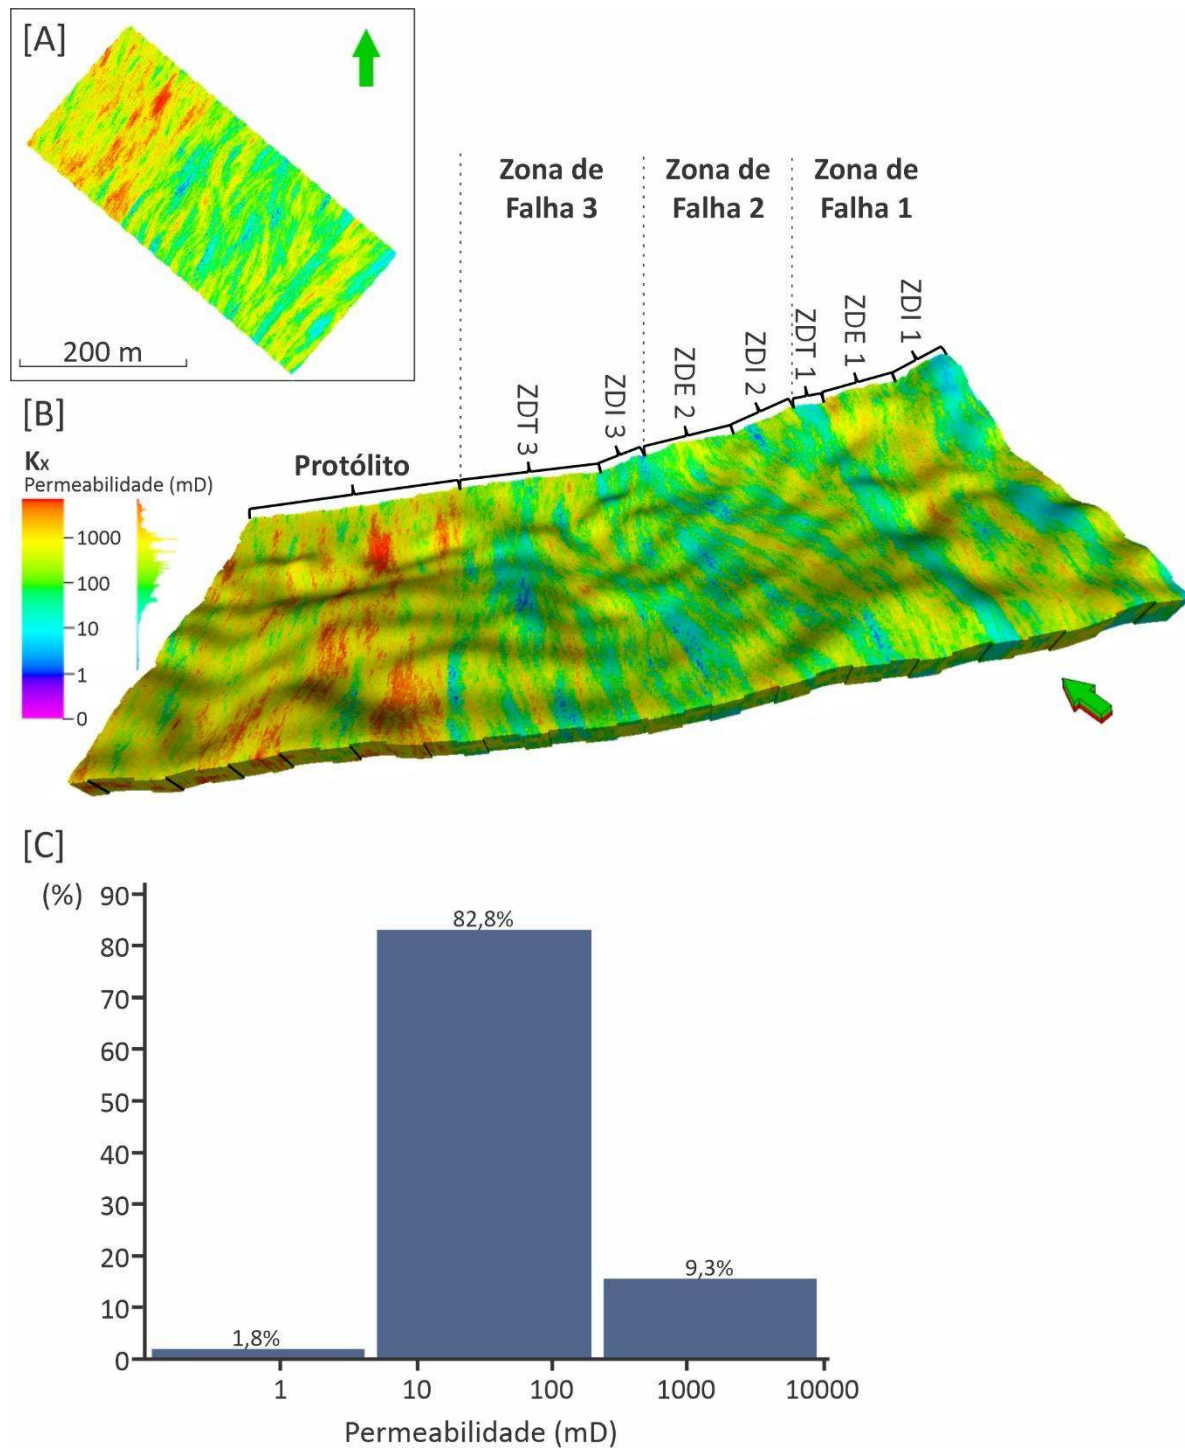 [A]
200 m
Zona de
Falha 3
Zona de
Falha 2
Zona de
Falha 1
ZDT 3
ZDI 3
ZDE 2
ZDI 2
ZDT 1
ZDE 1
ZDI 1
Protólito
[B]
Kx
Permeabilidade (mD)
1000
100
10
1
0
[C]
(%)
90
80
70
60
50
40
30
20
10
0
82,8%
9,3%
1,8%
1
10
100
1000
10000
Permeabilidade (mD)